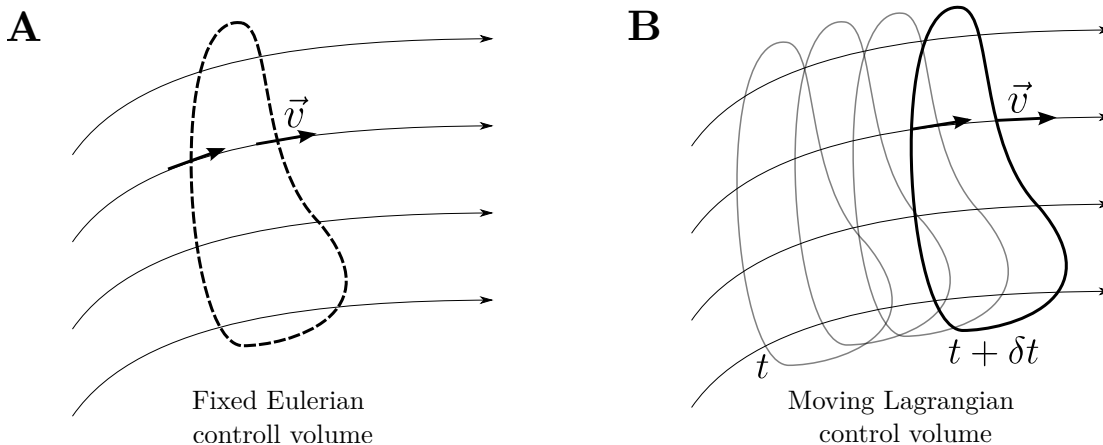 A
v⃗
Fixed Eulerian
controll volume
B
v⃗
t
t + δt
Moving Lagrangian
control volume